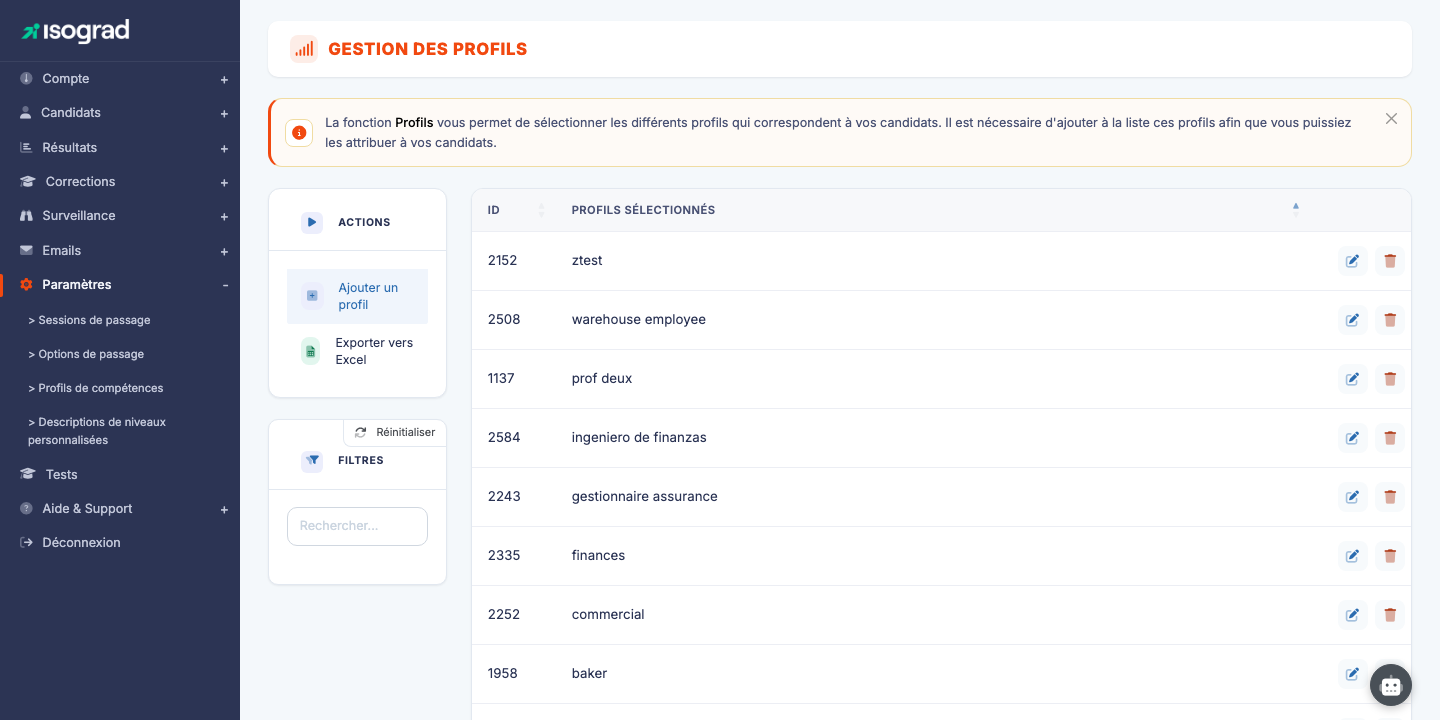 isograd
Compte +
Candidats +
Résultats +
Corrections +
Surveillance +
Emails +
Paramètres -
> Sessions de passage
> Options de passage
> Profils de compétences
> Descriptions de niveaux
personnalisées
Tests
Aide & Support +
Déconnexion
GESTION DES PROFILS
La fonction Profils vous permet de sélectionner les différents profils qui correspondent à vos candidats. Il est nécessaire d'ajouter à la liste ces profils afin que vous puissiez
les attribuer à vos candidats.
ACTIONS
Ajouter un
profil
Exporter vers
Excel
Réinitialiser
FILTRES
Rechercher...
ID PROFILS SÉLECTIONNÉS
2152 ztest
2508 warehouse employee
1137 prof deux
2584 ingeniero de finanzas
2243 gestionnaire assurance
2335 finances
2252 commercial
1958 baker